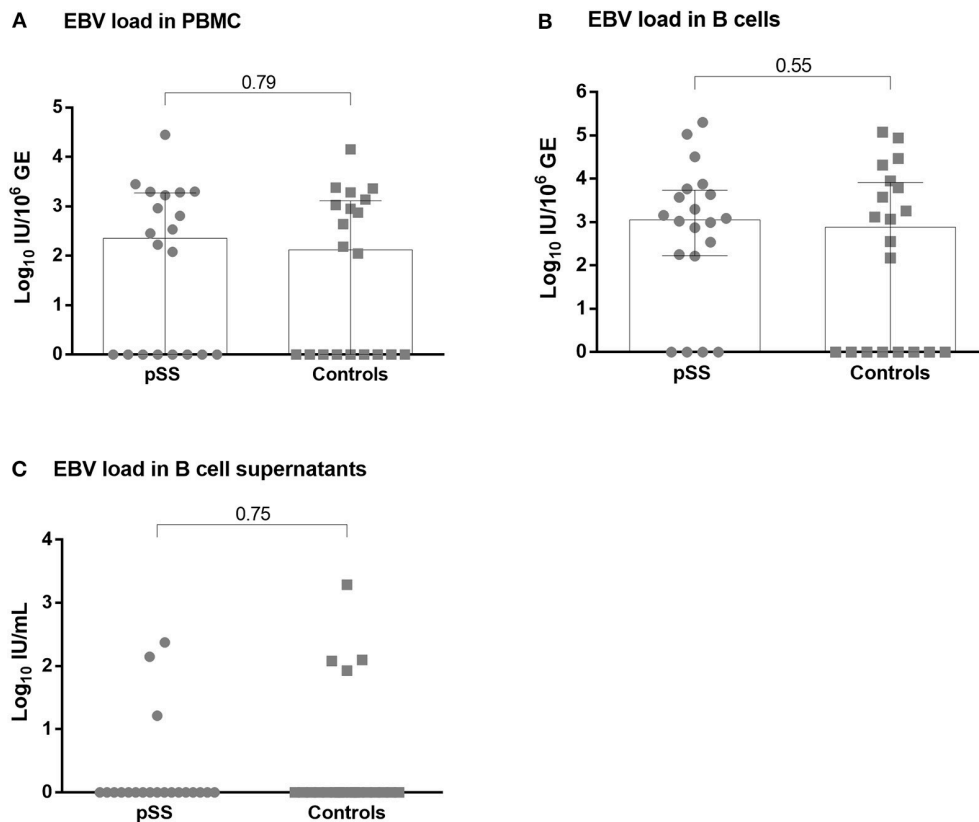 A EBV load in PBMC
0.79
5
4
3
2
1
0
Log10 IU/10^6 GE
pSS Controls
B EBV load in B cells
0.55
6
5
4
3
2
1
0
Log10 IU/10^6 GE
pSS Controls
C EBV load in B cell supernatants
0.75
4
3
2
1
0
Log10 IU/mL
pSS Controls